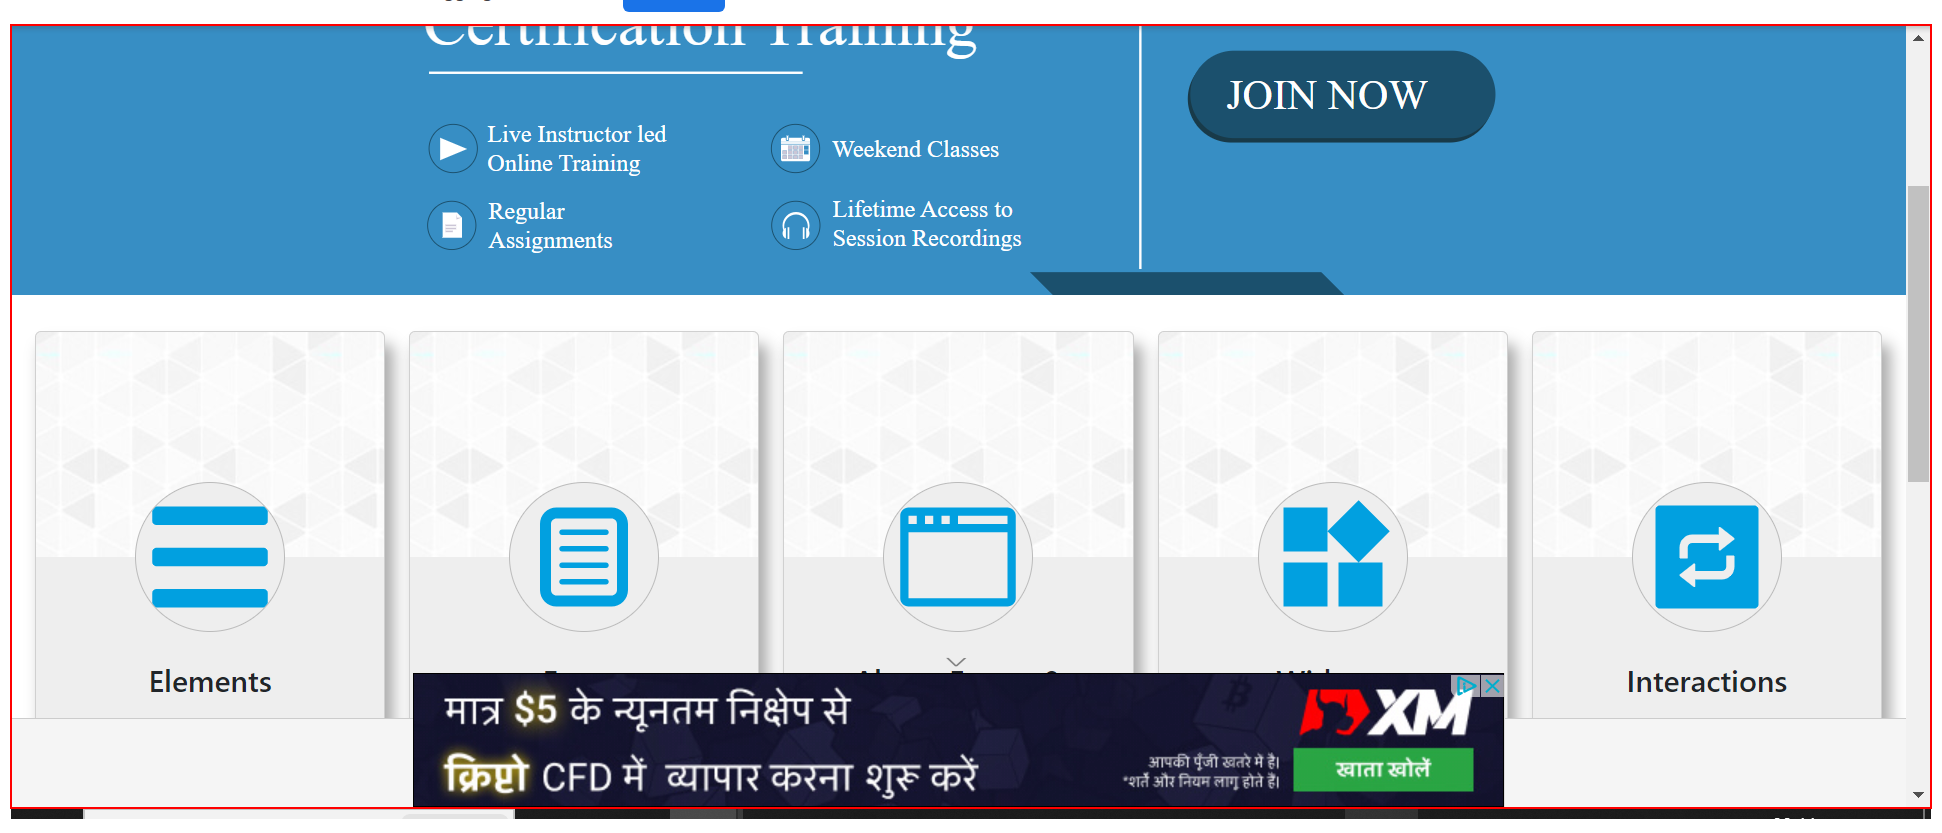 Certification Training
JOIN NOW
Live Instructor led
Online Training
Weekend Classes
Regular
Assignments
Lifetime Access to
Session Recordings
Elements
Interactions
मात्र $5 के न्यूनतम निक्षेप से
क्रिप्टो CFD में व्यापार करना शुरू करें
XM
आपकी पूँजी खतरे में है।
*शर्तें और नियम लागू होते हैं।
खाता खोलें